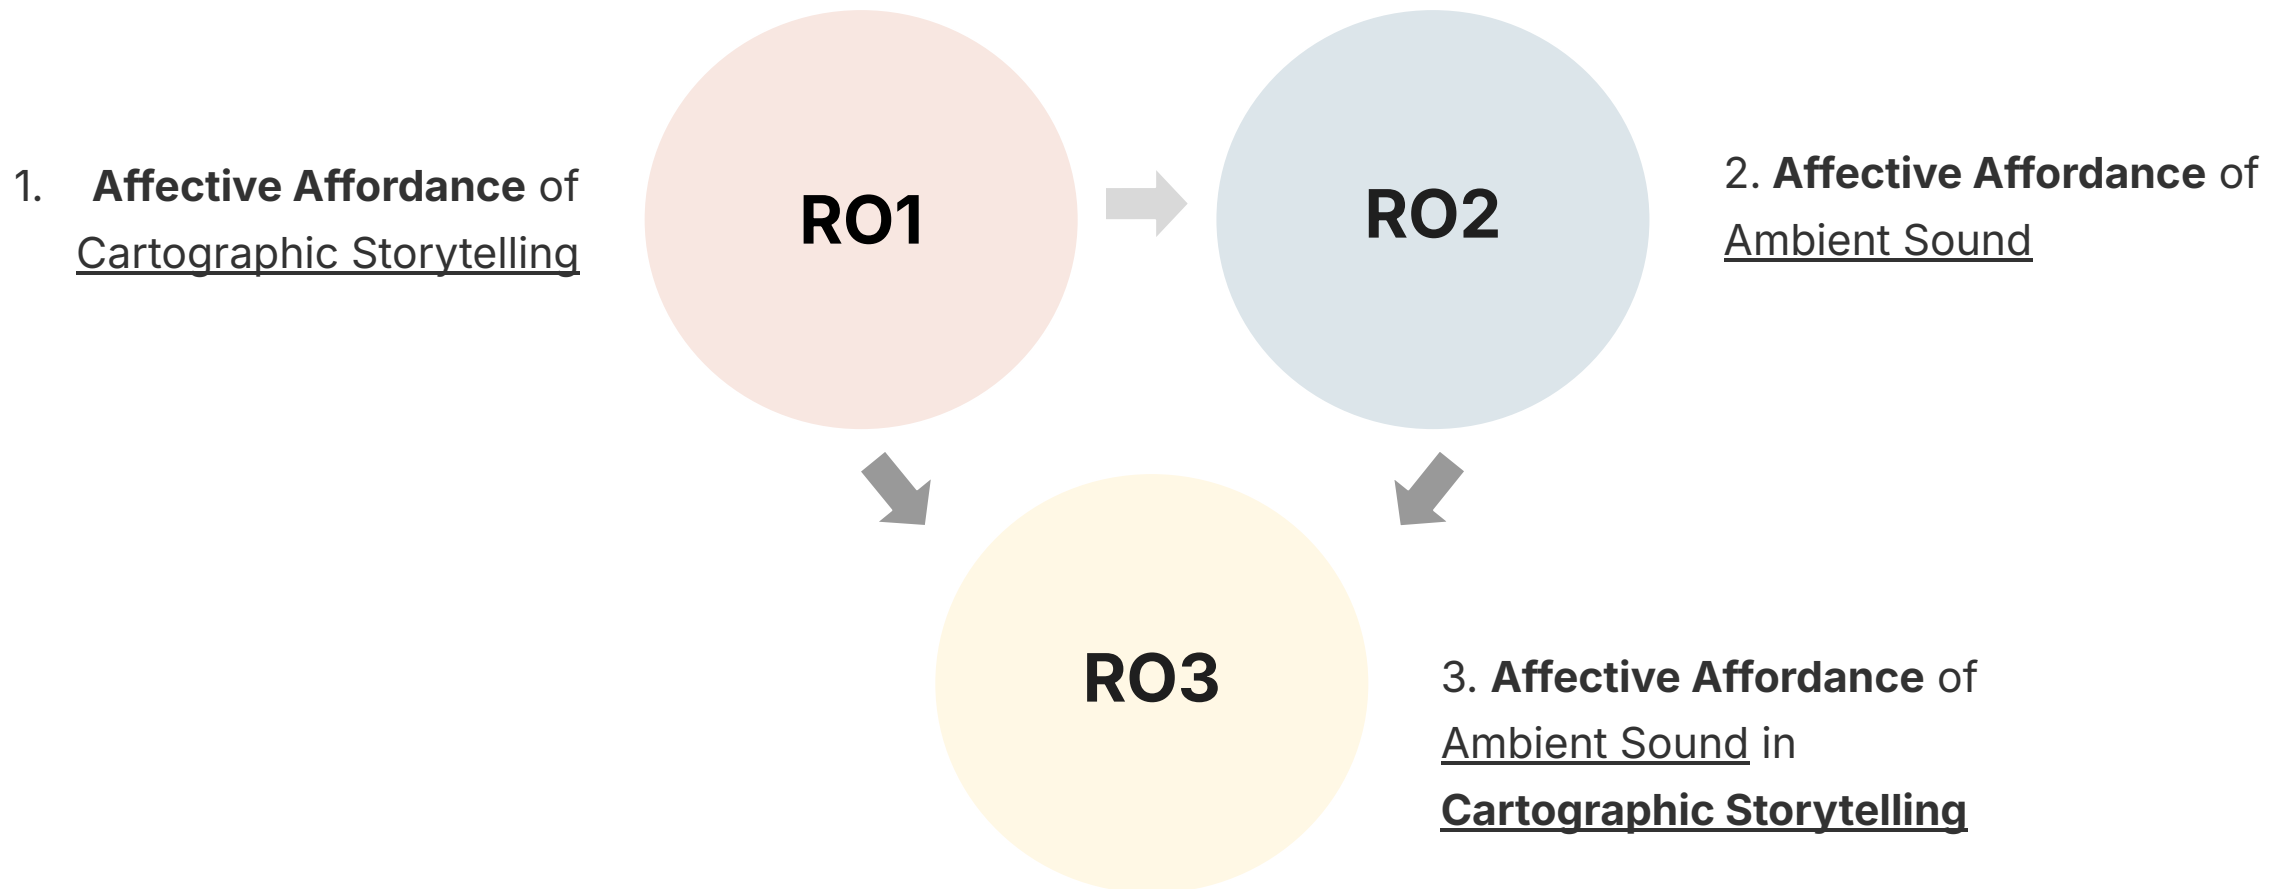 1. Affective Affordance of
Cartographic Storytelling
RO1
RO2
2. Affective Affordance of
Ambient Sound
RO3
3. Affective Affordance of
Ambient Sound in
Cartographic Storytelling